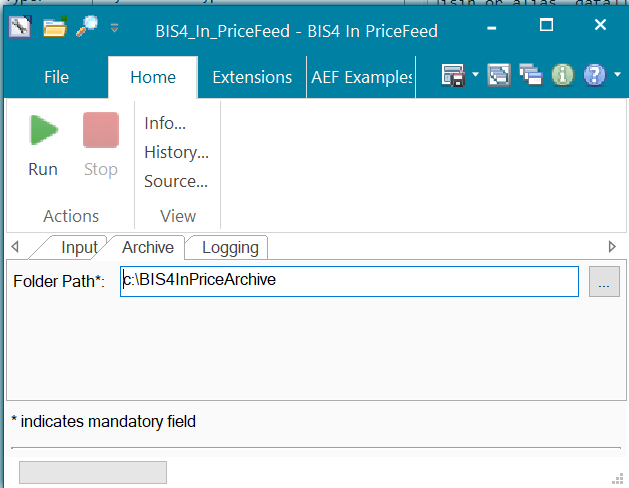 BIS4_In_PriceFeed - BIS4 In PriceFeed
File
Home
Extensions
AEF Examples
Run
Stop
Info...
History...
Source...
Actions
View
Input
Archive
Logging
Folder Path*:
c:\BIS4InPriceArchive
...
* indicates mandatory field